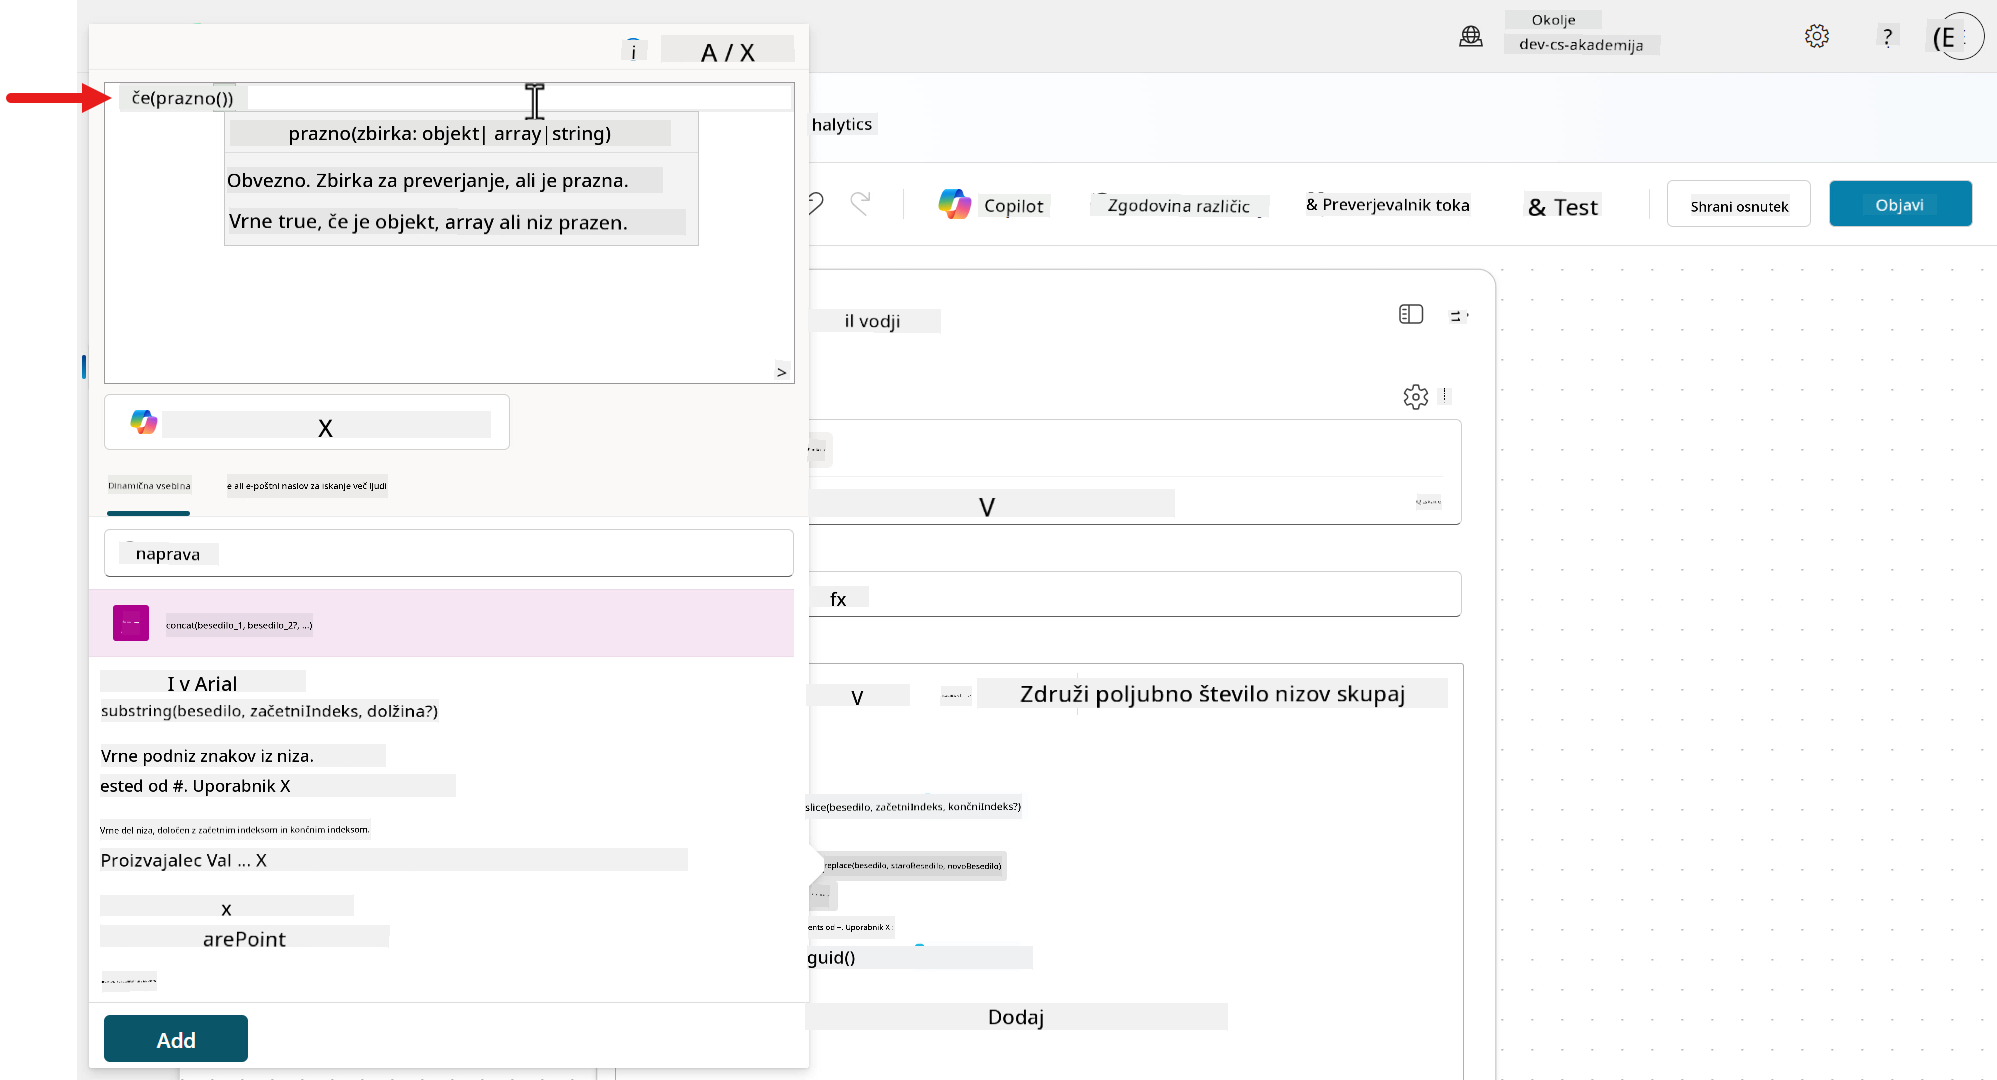 Okolje
dev-cs-akademija
?
(E
i
A / X
če(prazno())
prazno(zbirka: objekt| array|string)
Obvezno. Zbirka za preverjanje, ali je prazna.
Vrne true, če je objekt, array ali niz prazen.
>
halytics
Copilot
Zgodovina različic
& Preverjevalnik toka
& Test
Shrani osnutek
Objavi
il vodji
X
Dinamična vsebina
e ali e-poštni naslov za iskanje več ljudi
V
naprava
fx
concat(besedilo_1, besedilo_2?, ...)
I v Arial
substring(besedilo, začetniIndeks, dolžina?)
V
Združi poljubno število nizov skupaj
Vrne podniz znakov iz niza.
ested od #. Uporabnik X
slice(besedilo, začetniIndeks, končniIndeks?)
Vrne del niza, določen z začetnim indeksom in končnim indeksom.
Proizvajalec Val ... X
replace(besedilo, staroBesedilo, novoBesedilo)
x
arePoint
ents od ~. Uporabnik X :
guid()
Dodaj
Add